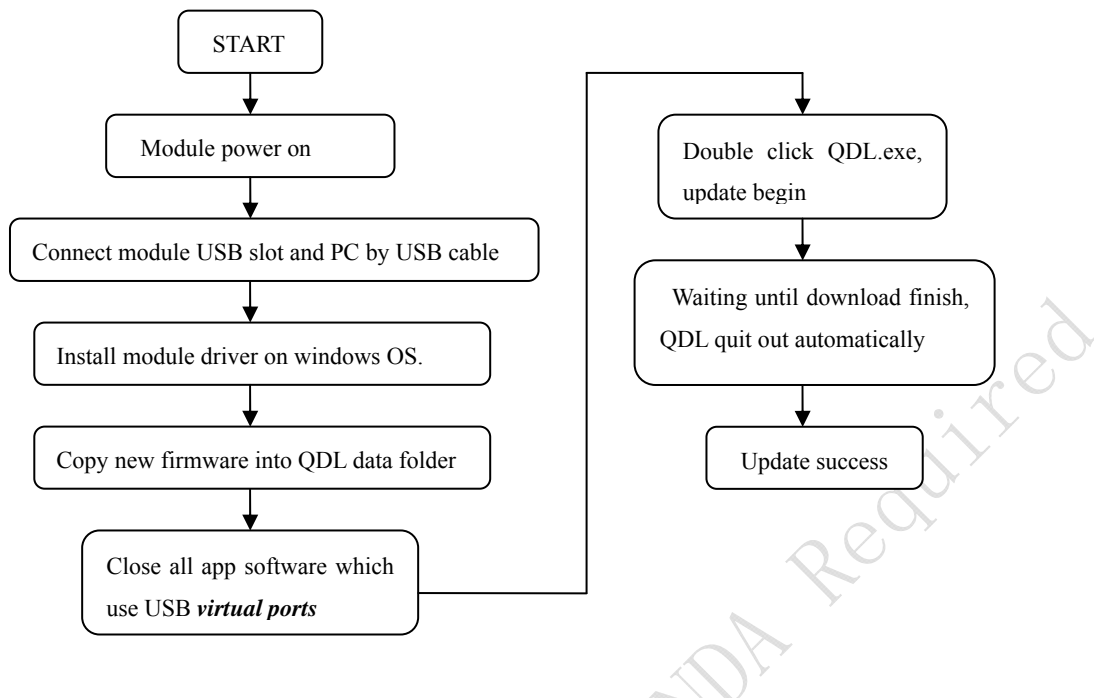 START
Module power on
Connect module USB slot and PC by USB cable
Install module driver on windows OS.
Copy new firmware into QDL data folder
Close all app software which
use USB virtual ports
Double click QDL.exe,
update begin
Waiting until download finish,
QDL quit out automatically
Update success
NDA Required